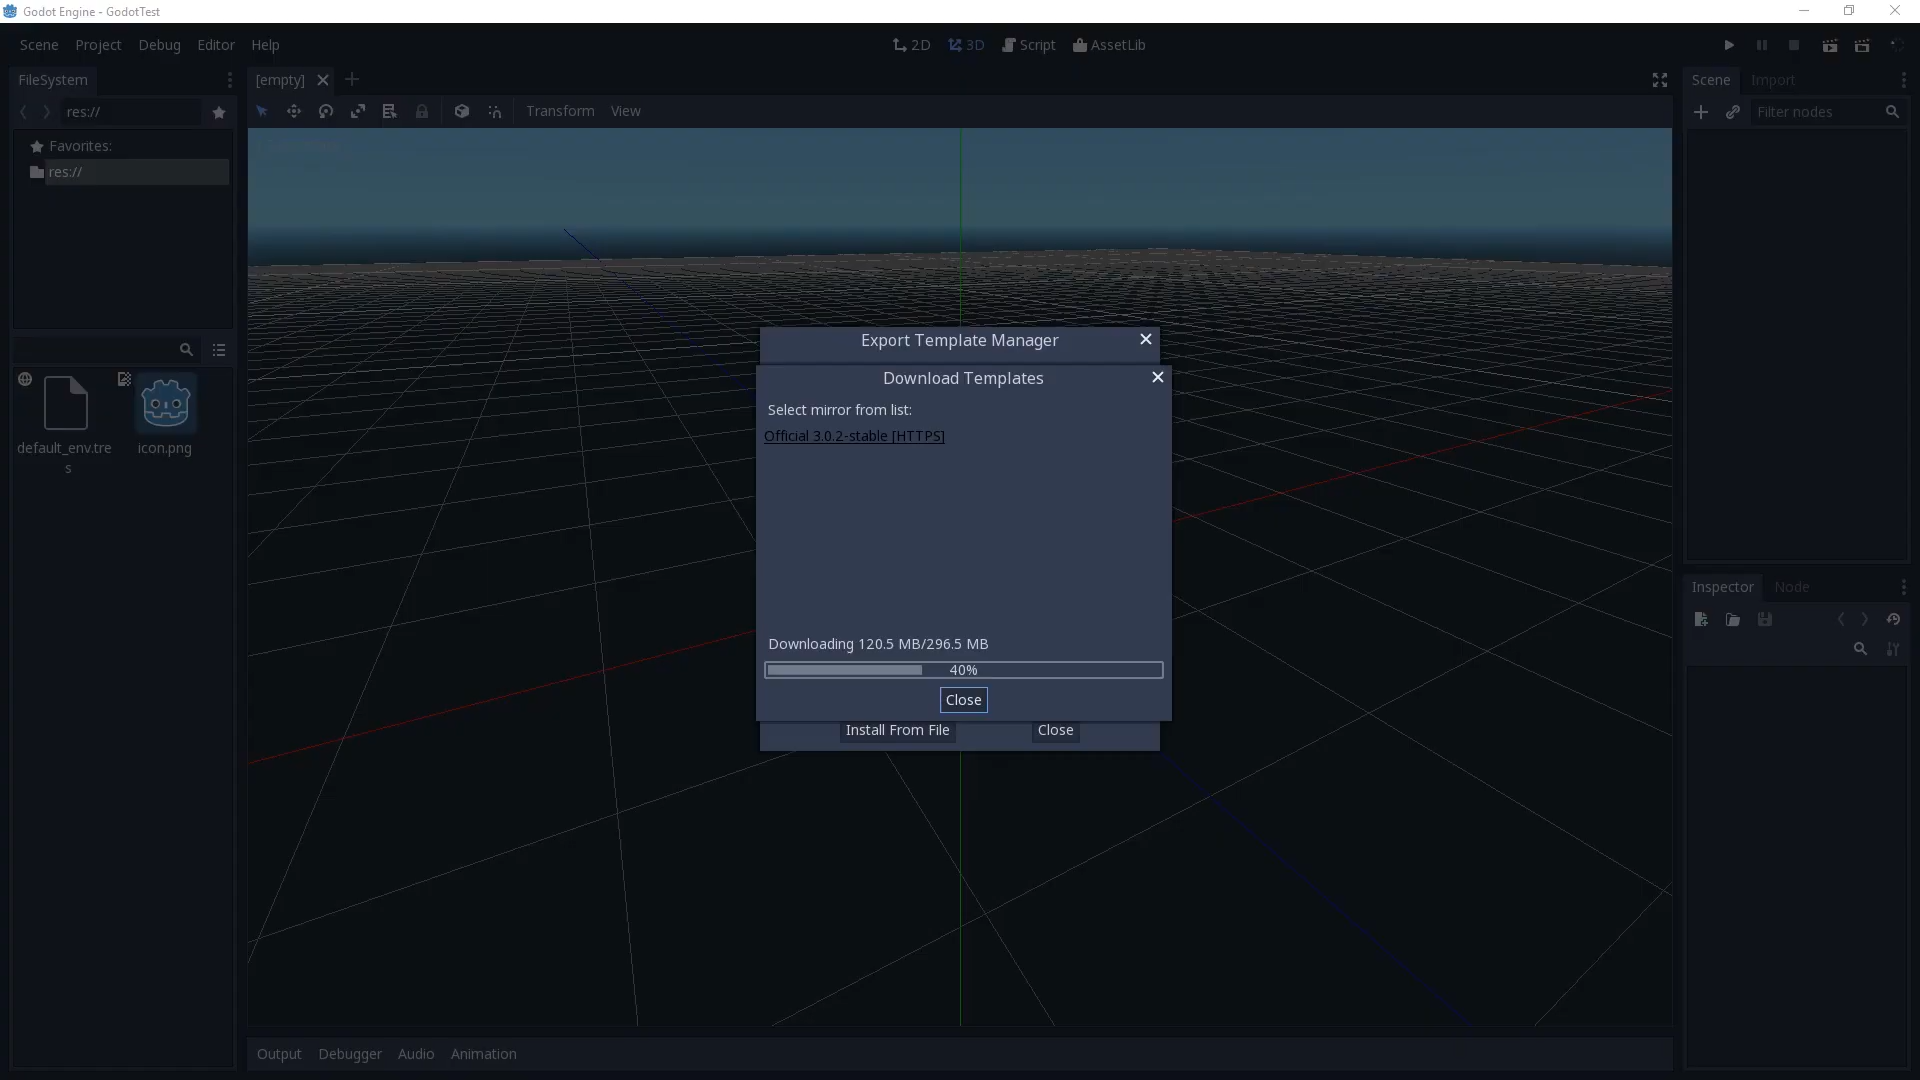 Godot Engine - GodotTest
Scene Project Debug Editor Help
2D 3D Script AssetLib
FileSystem
[empty]
Scene Import
res://
Transform View
Filter nodes
Favorites:
res://
default_env.tre
s
icon.png
Export Template Manager
Download Templates
Select mirror from list:
Official 3.0.2-stable [HTTPS]
Downloading 120.5 MB/296.5 MB
40%
Close
Install From File Close
Inspector Node
Output Debugger Audio Animation